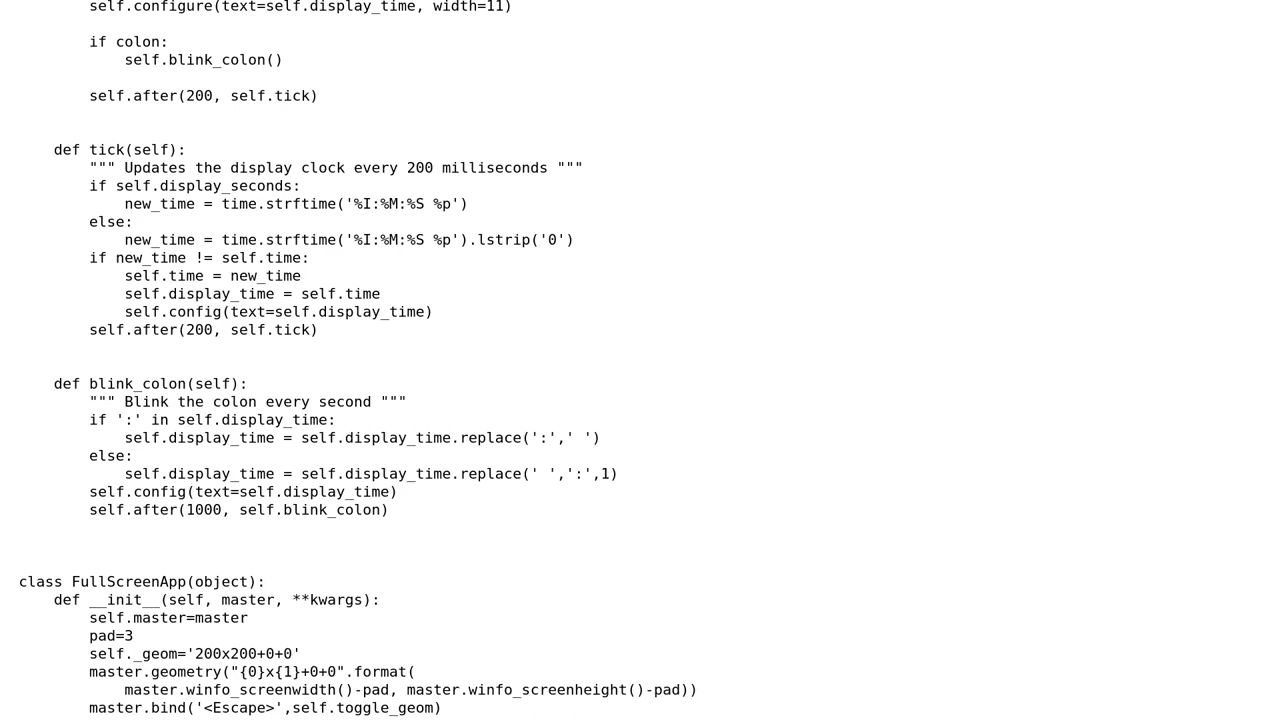 self.configure(text=self.display_time, width=11)

        if colon:
            self.blink_colon()

        self.after(200, self.tick)


    def tick(self):
        """ Updates the display clock every 200 milliseconds """
        if self.display_seconds:
            new_time = time.strftime('%I:%M:%S %p')
        else:
            new_time = time.strftime('%I:%M:%S %p').lstrip('0')
        if new_time != self.time:
            self.time = new_time
            self.display_time = self.time
            self.config(text=self.display_time)
        self.after(200, self.tick)


    def blink_colon(self):
        """ Blink the colon every second """
        if ':' in self.display_time:
            self.display_time = self.display_time.replace(':',' ')
        else:
            self.display_time = self.display_time.replace(' ',':',1)
        self.config(text=self.display_time)
        self.after(1000, self.blink_colon)



class FullScreenApp(object):
    def __init__(self, master, **kwargs):
        self.master=master
        pad=3
        self._geom='200x200+0+0'
        master.geometry("{0}x{1}+0+0".format(
            master.winfo_screenwidth()-pad, master.winfo_screenheight()-pad))
        master.bind('<Escape>',self.toggle_geom)